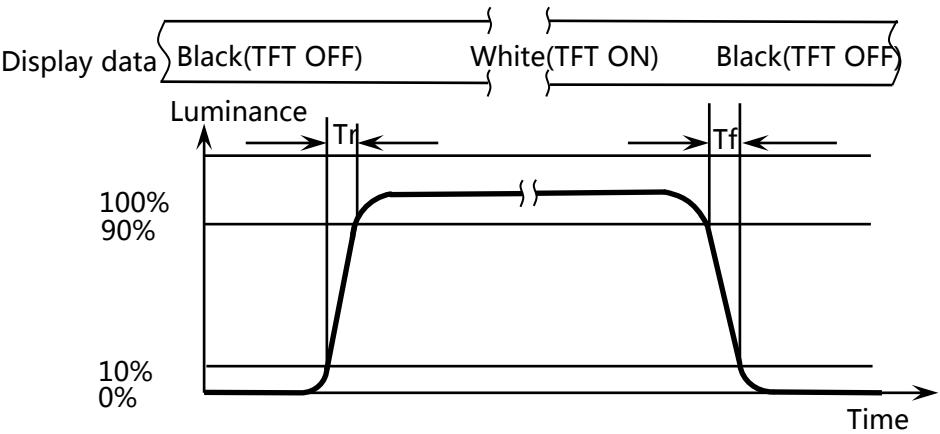 Display data Black(TFT OFF) White(TFT ON) Black(TFT OFF)
Luminance
Tr Tf
100%
90%
10%
0%
Time